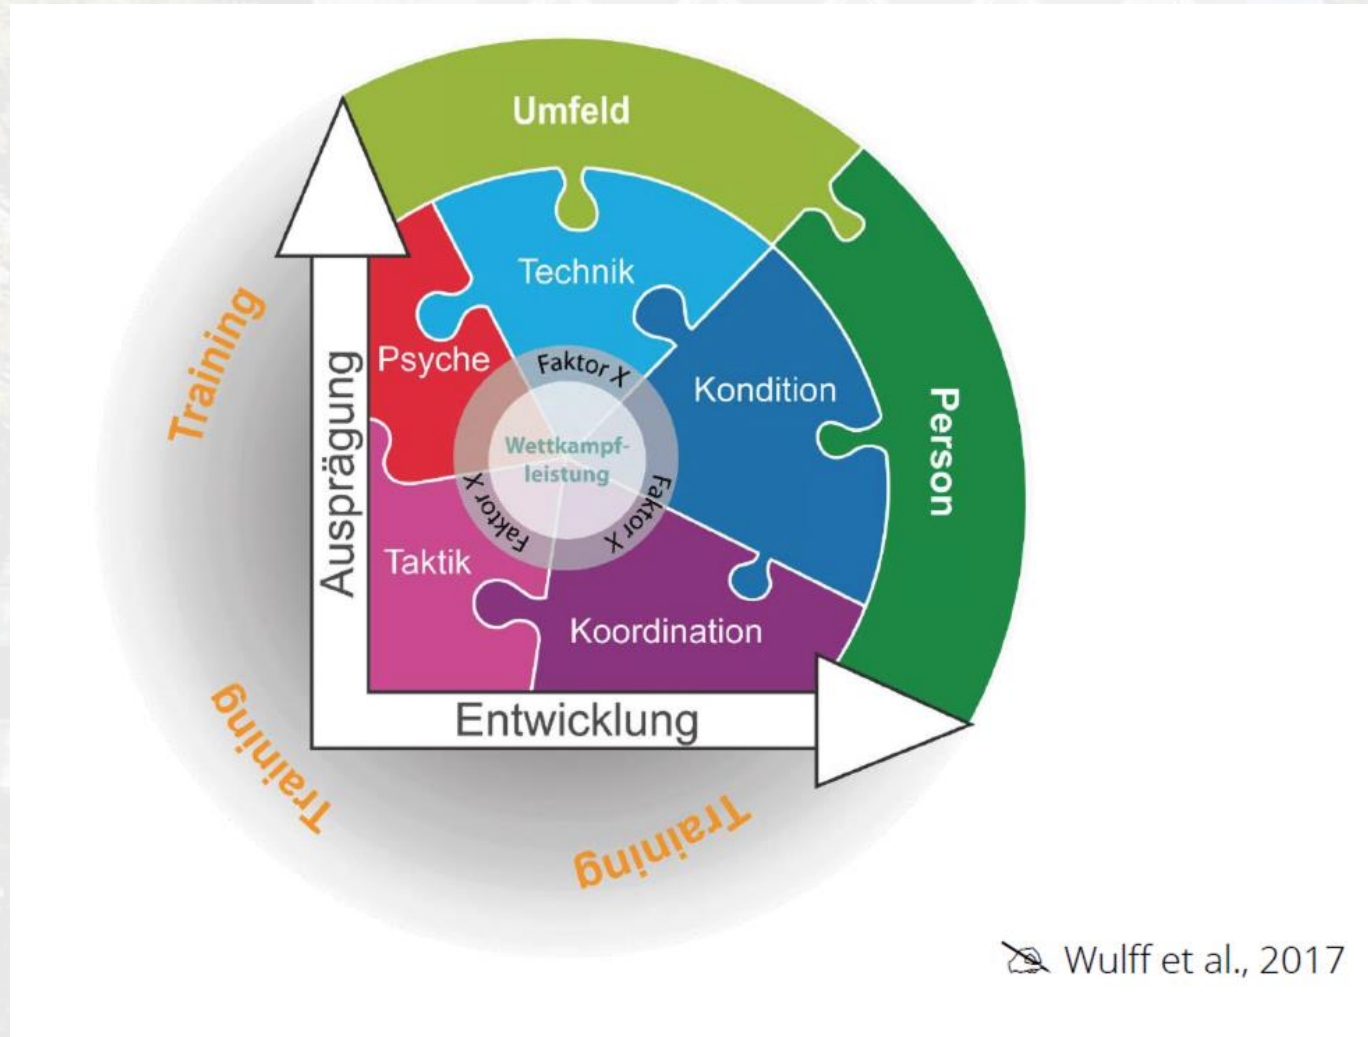 Umfeld
Technik
Training
Psyche
Faktor X
Kondition
Person
Ausprägung
Wettkampf-
leistung
Faktor X
Faktor X
Taktik
Koordination
Entwicklung
Training
Training
Wulff et al., 2017